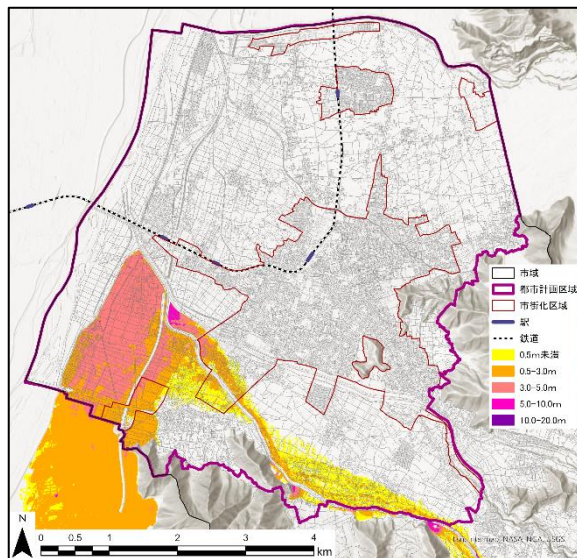 市域
都市計画区域
市街化区域
駅
鉄道
0.5m未満
0.5-3.0m
3.0-5.0m
5.0-10.0m
10.0-20.0m
N
0 0.5 1 2 3 4
km
NASA, NGA, USGS